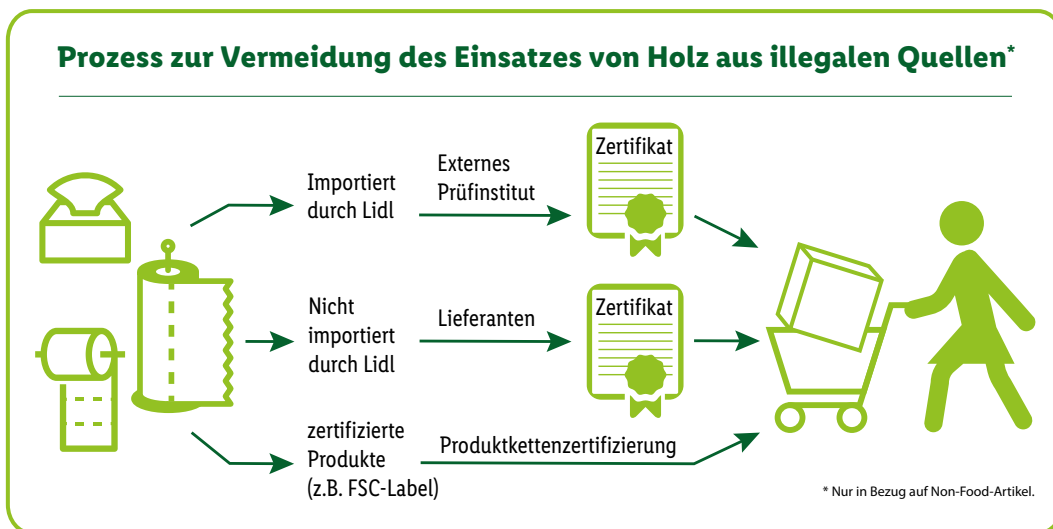 Prozess zur Vermeidung des Einsatzes von Holz aus illegalen Quellen*
Importiert
durch Lidl
Externes
Prüfinstitut
Zertifikat
Nicht
importiert
durch Lidl
Lieferanten
Zertifikat
zertifizierte
Produkte
(z.B. FSC-Label)
Produktkettenzertifizierung
* Nur in Bezug auf Non-Food-Artikel.